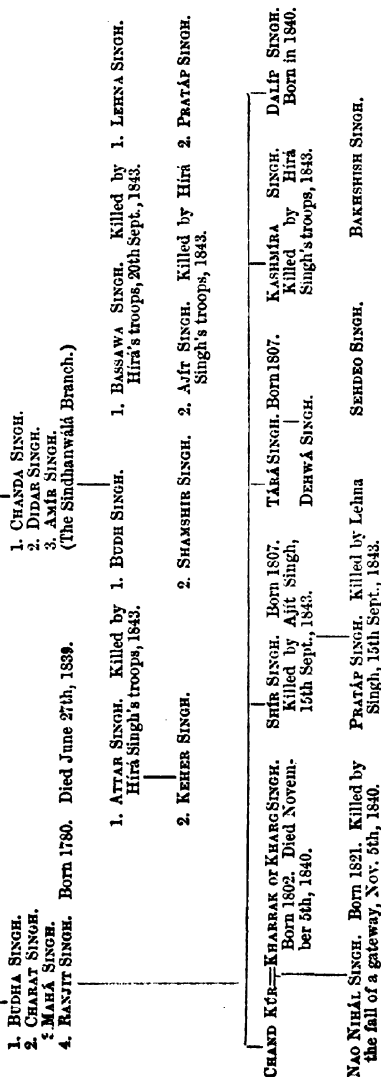 1. BUDHA SINGH.
2. CHARAT SINGH.
3. MAHÁ SINGH.
4. RANJIT SINGH. Born 1780. Died June 27th, 1839.
1. CHANDA SINGH.
2. DIDAR SINGH.
3. AMÍR SINGH.
(The Sindhanwálá Branch.)
1. ATTAR SINGH. Killed by
Hírá Singh's troops, 1843.
2. KEHER SINGH.
1. BUDH SINGH.
2. SHAMSHIR SINGH.
1. BASSAWA SINGH. Killed by
Hírá's troops, 20th Sept., 1843.
2. AJÍT SINGH. Killed by Hírá
Singh's troops, 1843.
1. LEHNA SINGH.
2. PRATÁP SINGH.
CHAND KÚR=KHARRAK or KHARG SINGH.
Born 1802. Died Novem-
ber 5th, 1840.
SHÍR SINGH. Born 1807.
Killed by Ajít Singh,
15th Sept., 1843.
TÁRÁ SINGH. Born 1807.
DEHWÁ SINGH.
KASHMÍRA SINGH.
Killed by Hírá
Singh's troops, 1843.
DALÍP SINGH.
Born in 1840.
NAO NIHÁL SINGH. Born 1821. Killed by
the fall of a gateway, Nov. 5th, 1840.
PRATÁP SINGH. Killed by Lehna
Singh, 15th Sept., 1843.
SEHDEO SINGH.
BAKHSHISH SINGH.